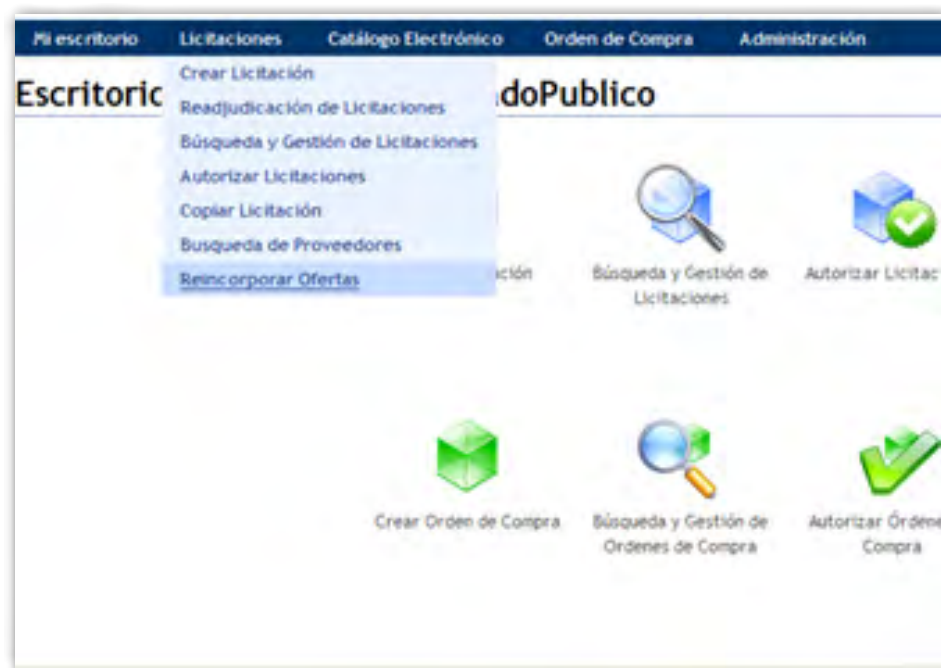 Mi escritorio Licitaciones Catálogo Electrónico Orden de Compra Administración
Escritorio doPublico
Crear Licitación
Readjudicación de Licitaciones
Búsqueda y Gestión de Licitaciones
Autorizar Licitaciones
Copiar Licitación
Busqueda de Proveedores
Reincorporar Ofertas
ción
Búsqueda y Gestión de
Licitaciones
Autorizar Licitac
Crear Orden de Compra
Búsqueda y Gestión de
Ordenes de Compra
Autorizar Órdene
Compra